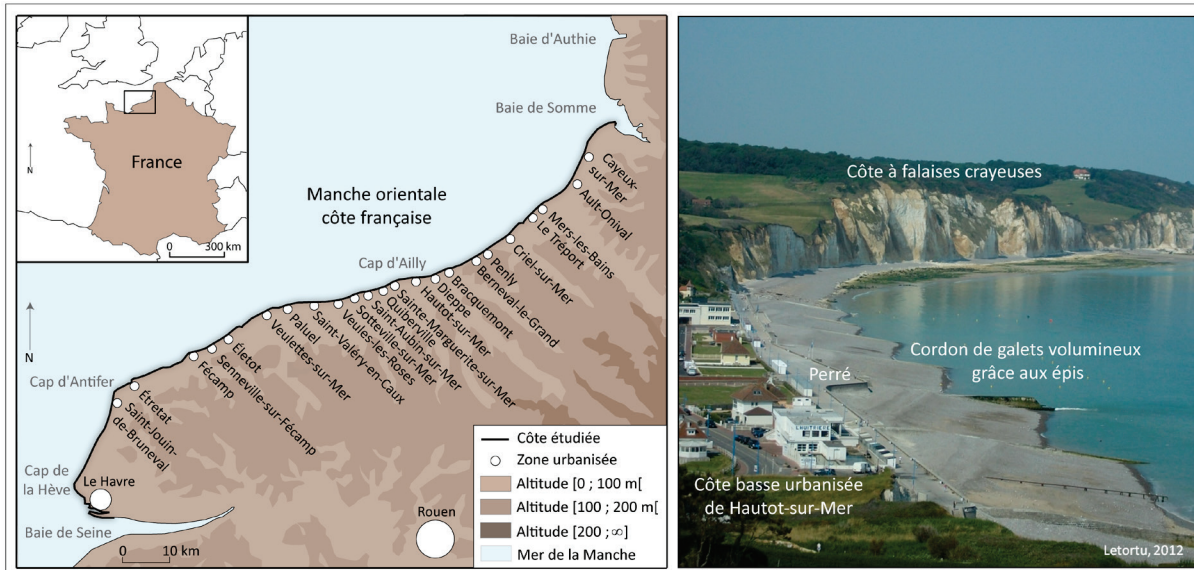 France
N
0 300 km
Baie d'Authie
Baie de Somme
Manche orientale
côte française
Cayeux-
sur-Mer
Ault-Onival
Mers-les-Bains
Le Tréport
Criel-sur-Mer
Penly
Berneval-le-Grand
Bracquemont
Dieppe
Cap d'Ailly
Hautot-sur-Mer
Sainte-Marguerite-sur-Mer
Quiberville
Saint-Aubin-sur-Mer
Sotteville-sur-Mer
Veules-les-Roses
Saint-Valéry-en-Caux
Paluel
Veulettes-sur-Mer
Életot
Senneville-sur-Fécamp
Fécamp
N
Cap d'Antifer
Étretat
Saint-Jouin-
de-Bruneval
Cap de
la Hève
Le Havre
Baie de Seine
0 10 km
Rouen
Côte étudiée
Zone urbanisée
Altitude [0 ; 100 m[
Altitude [100 ; 200 m[
Altitude [200 ; ∞]
Mer de la Manche
Côte à falaises crayeuses
Cordon de galets volumineux
grâce aux épis
Perré
L'HUITRIÈRE
Côte basse urbanisée
de Hautot-sur-Mer
Letortu, 2012